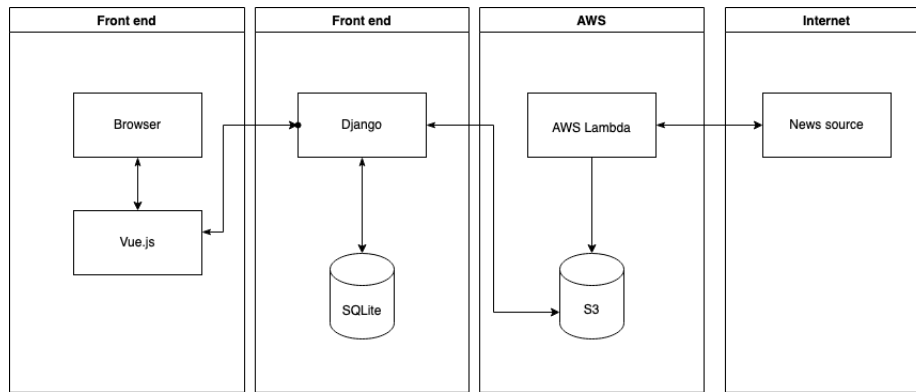 Front end
Front end
AWS
Internet
Browser
Django
AWS Lambda
News source
Vue.js
SQLite
S3